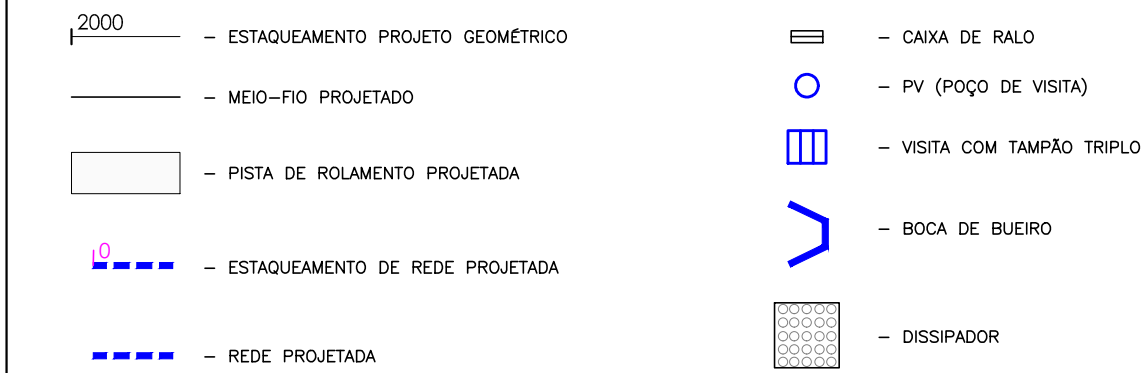 2000
– ESTAQUEAMENTO PROJETO GEOMÉTRICO
– MEIO–FIO PROJETADO
– PISTA DE ROLAMENTO PROJETADA
0
– ESTAQUEAMENTO DE REDE PROJETADA
– REDE PROJETADA
– CAIXA DE RALO
– PV (POÇO DE VISITA)
– VISITA COM TAMPÃO TRIPLO
– BOCA DE BUEIRO
– DISSIPADOR